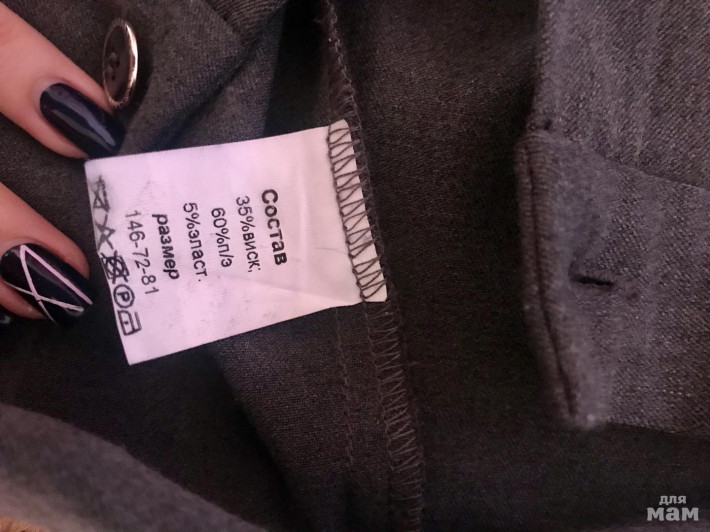 Состав
35%виск;
60%п/э
5%эласт.
размер
146-72-81
P
для
мам